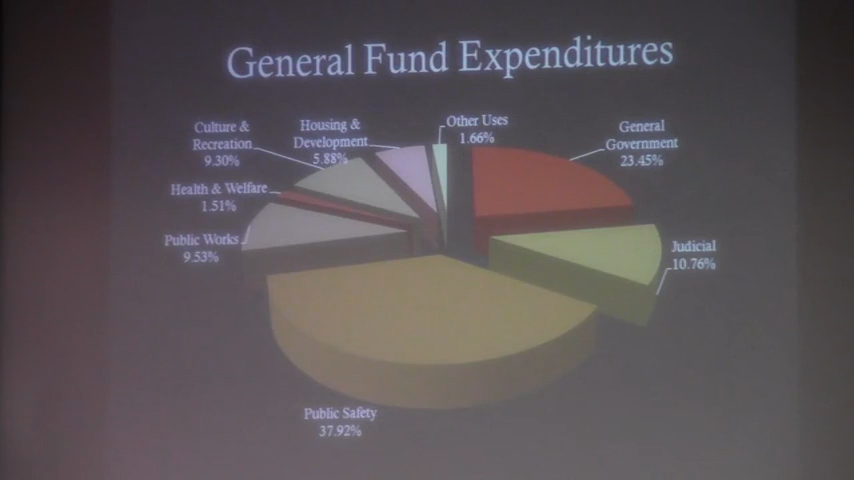 General Fund Expenditures
Culture &
Recreation
9.30%
Housing &
Development
5.88%
Other Uses
1.66%
General
Government
23.45%
Health & Welfare
1.51%
Public Works
9.53%
Judicial
10.76%
Public Safety
37.92%